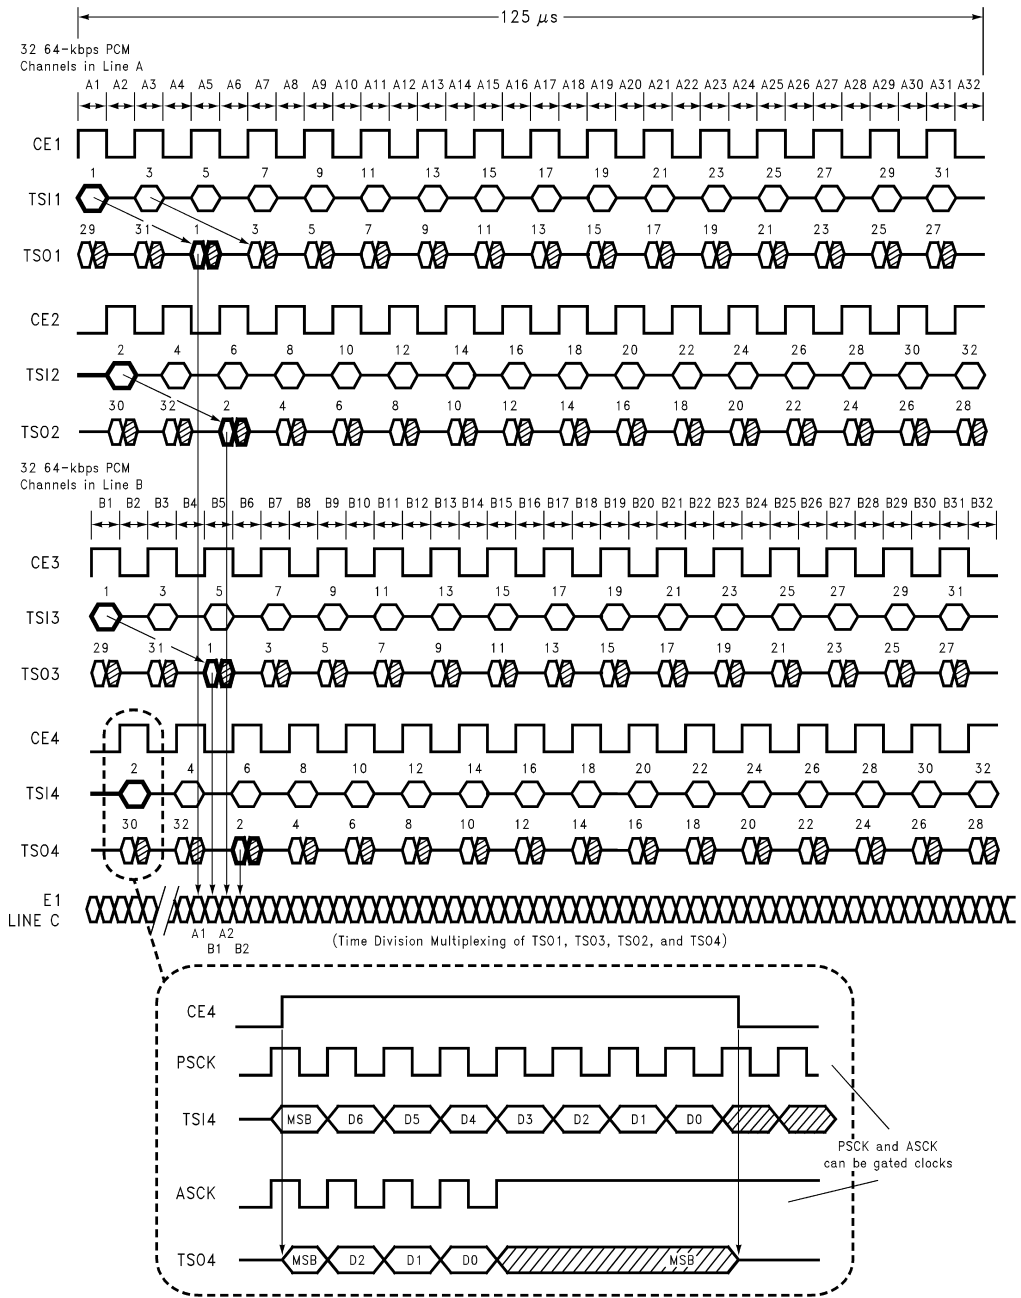 125 μs
32 64-kbps PCM
Channels in Line A
A1 A2 A3 A4 A5 A6 A7 A8 A9 A10 A11 A12 A13 A14 A15 A16 A17 A18 A19 A20 A21 A22 A23 A24 A25 A26 A27 A28 A29 A30 A31 A32
CE1
1 3 5 7 9 11 13 15 17 19 21 23 25 27 29 31
TSI1
29 31 1 3 5 7 9 11 13 15 17 19 21 23 25 27
TSO1
CE2
2 4 6 8 10 12 14 16 18 20 22 24 26 28 30 32
TSI2
30 32 2 4 6 8 10 12 14 16 18 20 22 24 26 28
TSO2
32 64-kbps PCM
Channels in Line B
B1 B2 B3 B4 B5 B6 B7 B8 B9 B10 B11 B12 B13 B14 B15 B16 B17 B18 B19 B20 B21 B22 B23 B24 B25 B26 B27 B28 B29 B30 B31 B32
CE3
1 3 5 7 9 11 13 15 17 19 21 23 25 27 29 31
TSI3
29 31 1 3 5 7 9 11 13 15 17 19 21 23 25 27
TSO3
CE4
2 4 6 8 10 12 14 16 18 20 22 24 26 28 30 32
TSI4
30 32 2 4 6 8 10 12 14 16 18 20 22 24 26 28
TSO4
E1
LINE C
A1 A2
B1 B2
(Time Division Multiplexing of TSO1, TSO3, TSO2, and TSO4)
CE4
PSCK
TSI4 MSB D6 D5 D4 D3 D2 D1 D0
PSCK and ASCK
can be gated clocks
ASCK
TSO4 MSB D2 D1 D0 MSB